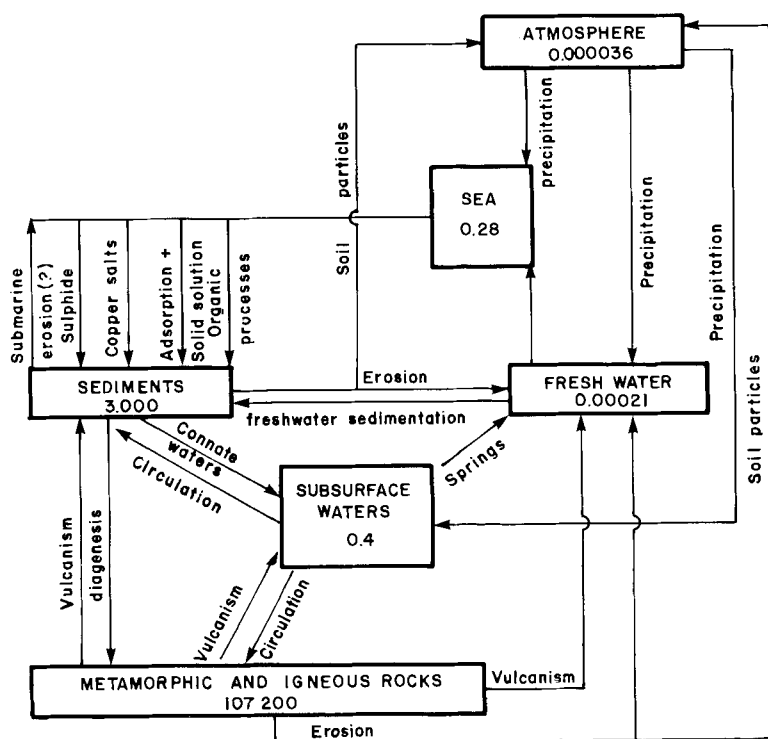 ATMOSPHERE
0.000036
precipitation
Precipitation
Precipitation
Soil particles
particles
Soil
SEA
0.28
Submarine
erosion(?)
Sulphide
Copper salts
Adsorption +
Solid solution
Organic
processes
SEDIMENTS
3.000
Erosion
freshwater sedimentation
FRESH WATER
0.00021
Connate
waters
Circulation
Springs
SUBSURFACE
WATERS
0.4
Vulcanism
diagenesis
Vulcanism
Circulation
METAMORPHIC AND IGNEOUS ROCKS
107 200
Vulcanism
Erosion